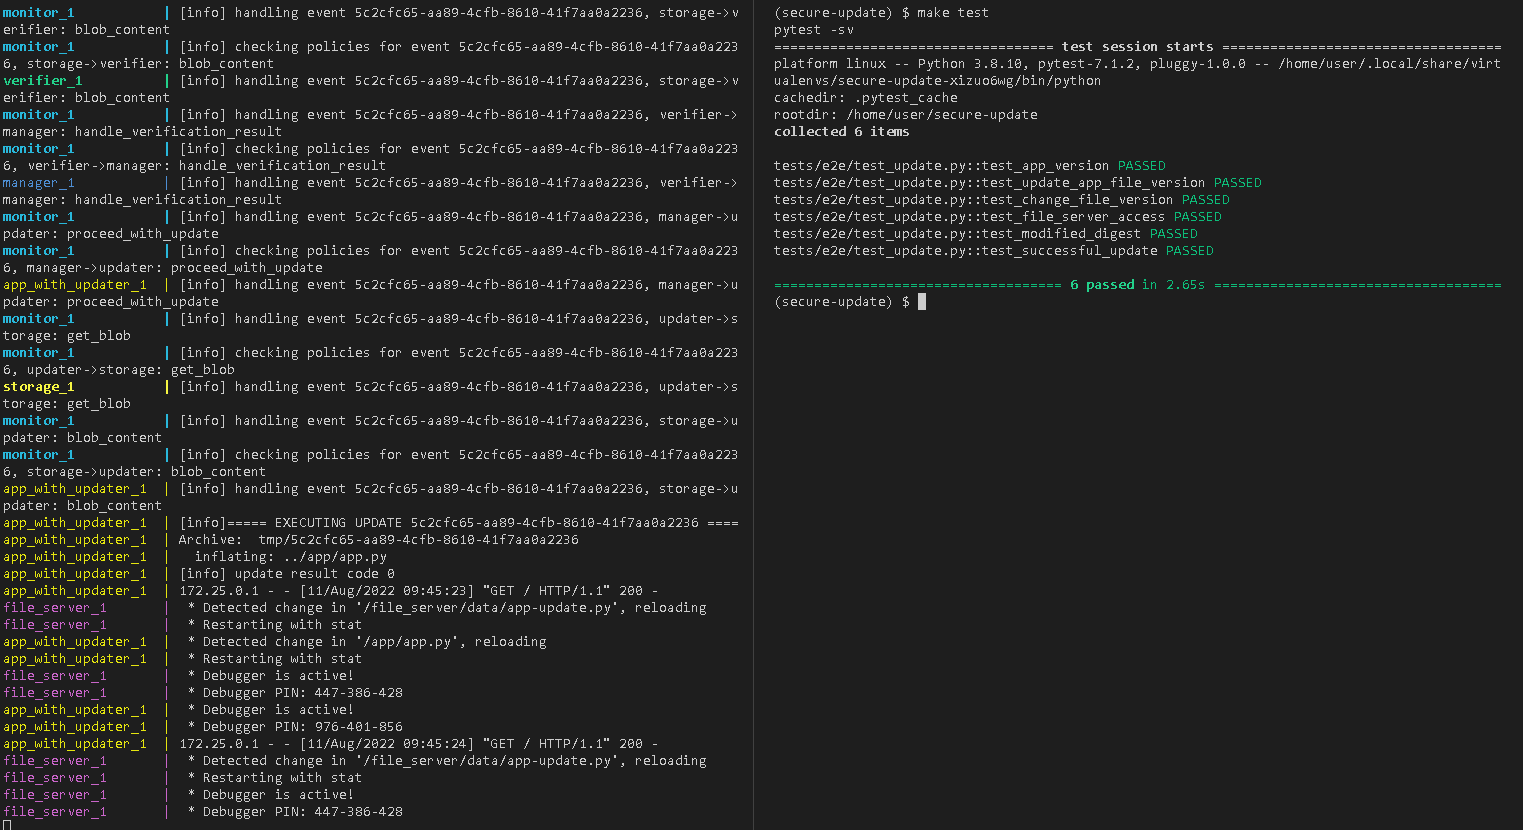 monitor_1           | [info] handling event 5c2cfc65-aa89-4cfb-8610-41f7aa0a2236, storage->v
erifier: blob_content
monitor_1           | [info] checking policies for event 5c2cfc65-aa89-4cfb-8610-41f7aa0a223
6, storage->verifier: blob_content
verifier_1          | [info] handling event 5c2cfc65-aa89-4cfb-8610-41f7aa0a2236, storage->v
erifier: blob_content
monitor_1           | [info] handling event 5c2cfc65-aa89-4cfb-8610-41f7aa0a2236, verifier->
manager: handle_verification_result
monitor_1           | [info] checking policies for event 5c2cfc65-aa89-4cfb-8610-41f7aa0a223
6, verifier->manager: handle_verification_result
manager_1           | [info] handling event 5c2cfc65-aa89-4cfb-8610-41f7aa0a2236, verifier->
manager: handle_verification_result
monitor_1           | [info] handling event 5c2cfc65-aa89-4cfb-8610-41f7aa0a2236, manager->u
pdater: proceed_with_update
monitor_1           | [info] checking policies for event 5c2cfc65-aa89-4cfb-8610-41f7aa0a223
6, manager->updater: proceed_with_update
app_with_updater_1  | [info] handling event 5c2cfc65-aa89-4cfb-8610-41f7aa0a2236, manager->u
pdater: proceed_with_update
monitor_1           | [info] handling event 5c2cfc65-aa89-4cfb-8610-41f7aa0a2236, updater->s
torage: get_blob
monitor_1           | [info] checking policies for event 5c2cfc65-aa89-4cfb-8610-41f7aa0a223
6, updater->storage: get_blob
storage_1           | [info] handling event 5c2cfc65-aa89-4cfb-8610-41f7aa0a2236, updater->s
torage: get_blob
monitor_1           | [info] handling event 5c2cfc65-aa89-4cfb-8610-41f7aa0a2236, storage->u
pdater: blob_content
monitor_1           | [info] checking policies for event 5c2cfc65-aa89-4cfb-8610-41f7aa0a223
6, storage->updater: blob_content
app_with_updater_1  | [info] handling event 5c2cfc65-aa89-4cfb-8610-41f7aa0a2236, storage->u
pdater: blob_content
app_with_updater_1  | [info]===== EXECUTING UPDATE 5c2cfc65-aa89-4cfb-8610-41f7aa0a2236 ====
app_with_updater_1  | Archive:  tmp/5c2cfc65-aa89-4cfb-8610-41f7aa0a2236
app_with_updater_1  |   inflating: ../app/app.py
app_with_updater_1  | [info] update result code 0
app_with_updater_1  | 172.25.0.1 - - [11/Aug/2022 09:45:23] "GET / HTTP/1.1" 200 -
file_server_1       |  * Detected change in '/file_server/data/app-update.py', reloading
file_server_1       |  * Restarting with stat
app_with_updater_1  |  * Detected change in '/app/app.py', reloading
app_with_updater_1  |  * Restarting with stat
file_server_1       |  * Debugger is active!
file_server_1       |  * Debugger PIN: 447-386-428
app_with_updater_1  |  * Debugger is active!
app_with_updater_1  |  * Debugger PIN: 976-401-856
app_with_updater_1  | 172.25.0.1 - - [11/Aug/2022 09:45:24] "GET / HTTP/1.1" 200 -
file_server_1       |  * Detected change in '/file_server/data/app-update.py', reloading
file_server_1       |  * Restarting with stat
file_server_1       |  * Debugger is active!
file_server_1       |  * Debugger PIN: 447-386-428
(secure-update) $ make test
pytest -sv
=================================== test session starts ===================================
platform linux -- Python 3.8.10, pytest-7.1.2, pluggy-1.0.0 -- /home/user/.local/share/virt
ualenvs/secure-update-xizuo6wg/bin/python
cachedir: .pytest_cache
rootdir: /home/user/secure-update
collected 6 items

tests/e2e/test_update.py::test_app_version PASSED
tests/e2e/test_update.py::test_update_app_file_version PASSED
tests/e2e/test_update.py::test_change_file_version PASSED
tests/e2e/test_update.py::test_file_server_access PASSED
tests/e2e/test_update.py::test_modified_digest PASSED
tests/e2e/test_update.py::test_successful_update PASSED

==================================== 6 passed in 2.65s ====================================
(secure-update) $